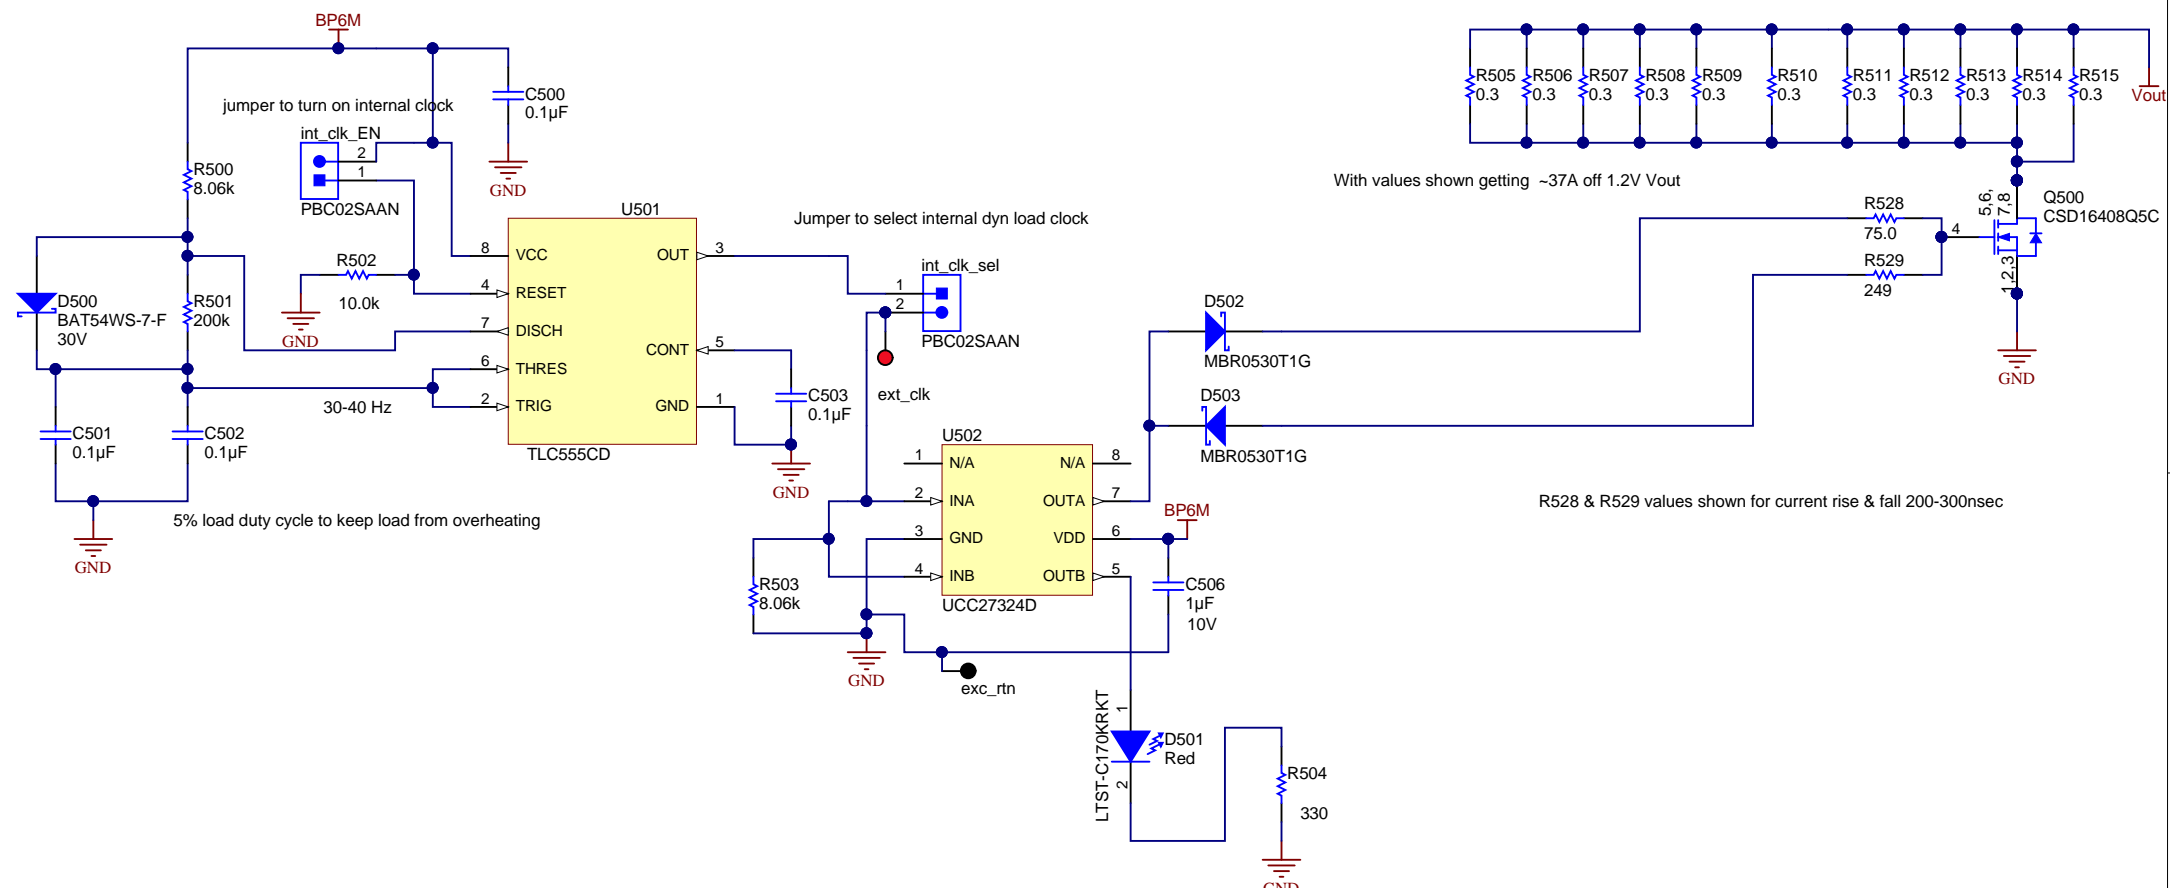 BP6M
jumper to turn on internal clock
int_clk_EN
2
1
PBC02SAAN
C500
0.1µF
GND
R500
8.06k
R502
10.0k
GND
D500
BAT54WS-7-F
30V
R501
200k
C501
0.1µF
C502
0.1µF
GND
30-40 Hz
5% load duty cycle to keep load from overheating
U501
8 VCC
4 RESET
7 DISCH
6 THRES
2 TRIG
OUT 3
CONT 5
GND 1
TLC555CD
C503
0.1µF
GND
Jumper to select internal dyn load clock
int_clk_sel
1
2
PBC02SAAN
ext_clk
U502
1 N/A
2 INA
3 GND
4 INB
N/A 8
OUTA 7
VDD 6
OUTB 5
UCC27324D
R503
8.06k
GND
exc_rtn
BP6M
C506
1µF
10V
LTST-C170KRKT
1
2
D501
Red
R504
330
GND
D502
MBR0530T1G
D503
MBR0530T1G
R505
0.3
R506
0.3
R507
0.3
R508
0.3
R509
0.3
R510
0.3
R511
0.3
R512
0.3
R513
0.3
R514
0.3
R515
0.3
Vout
With values shown getting ~37A off 1.2V Vout
R528
75.0
R529
249
4
5,6,
7,8
1,2,3
Q500
CSD16408Q5C
GND
R528 & R529 values shown for current rise & fall 200-300nsec